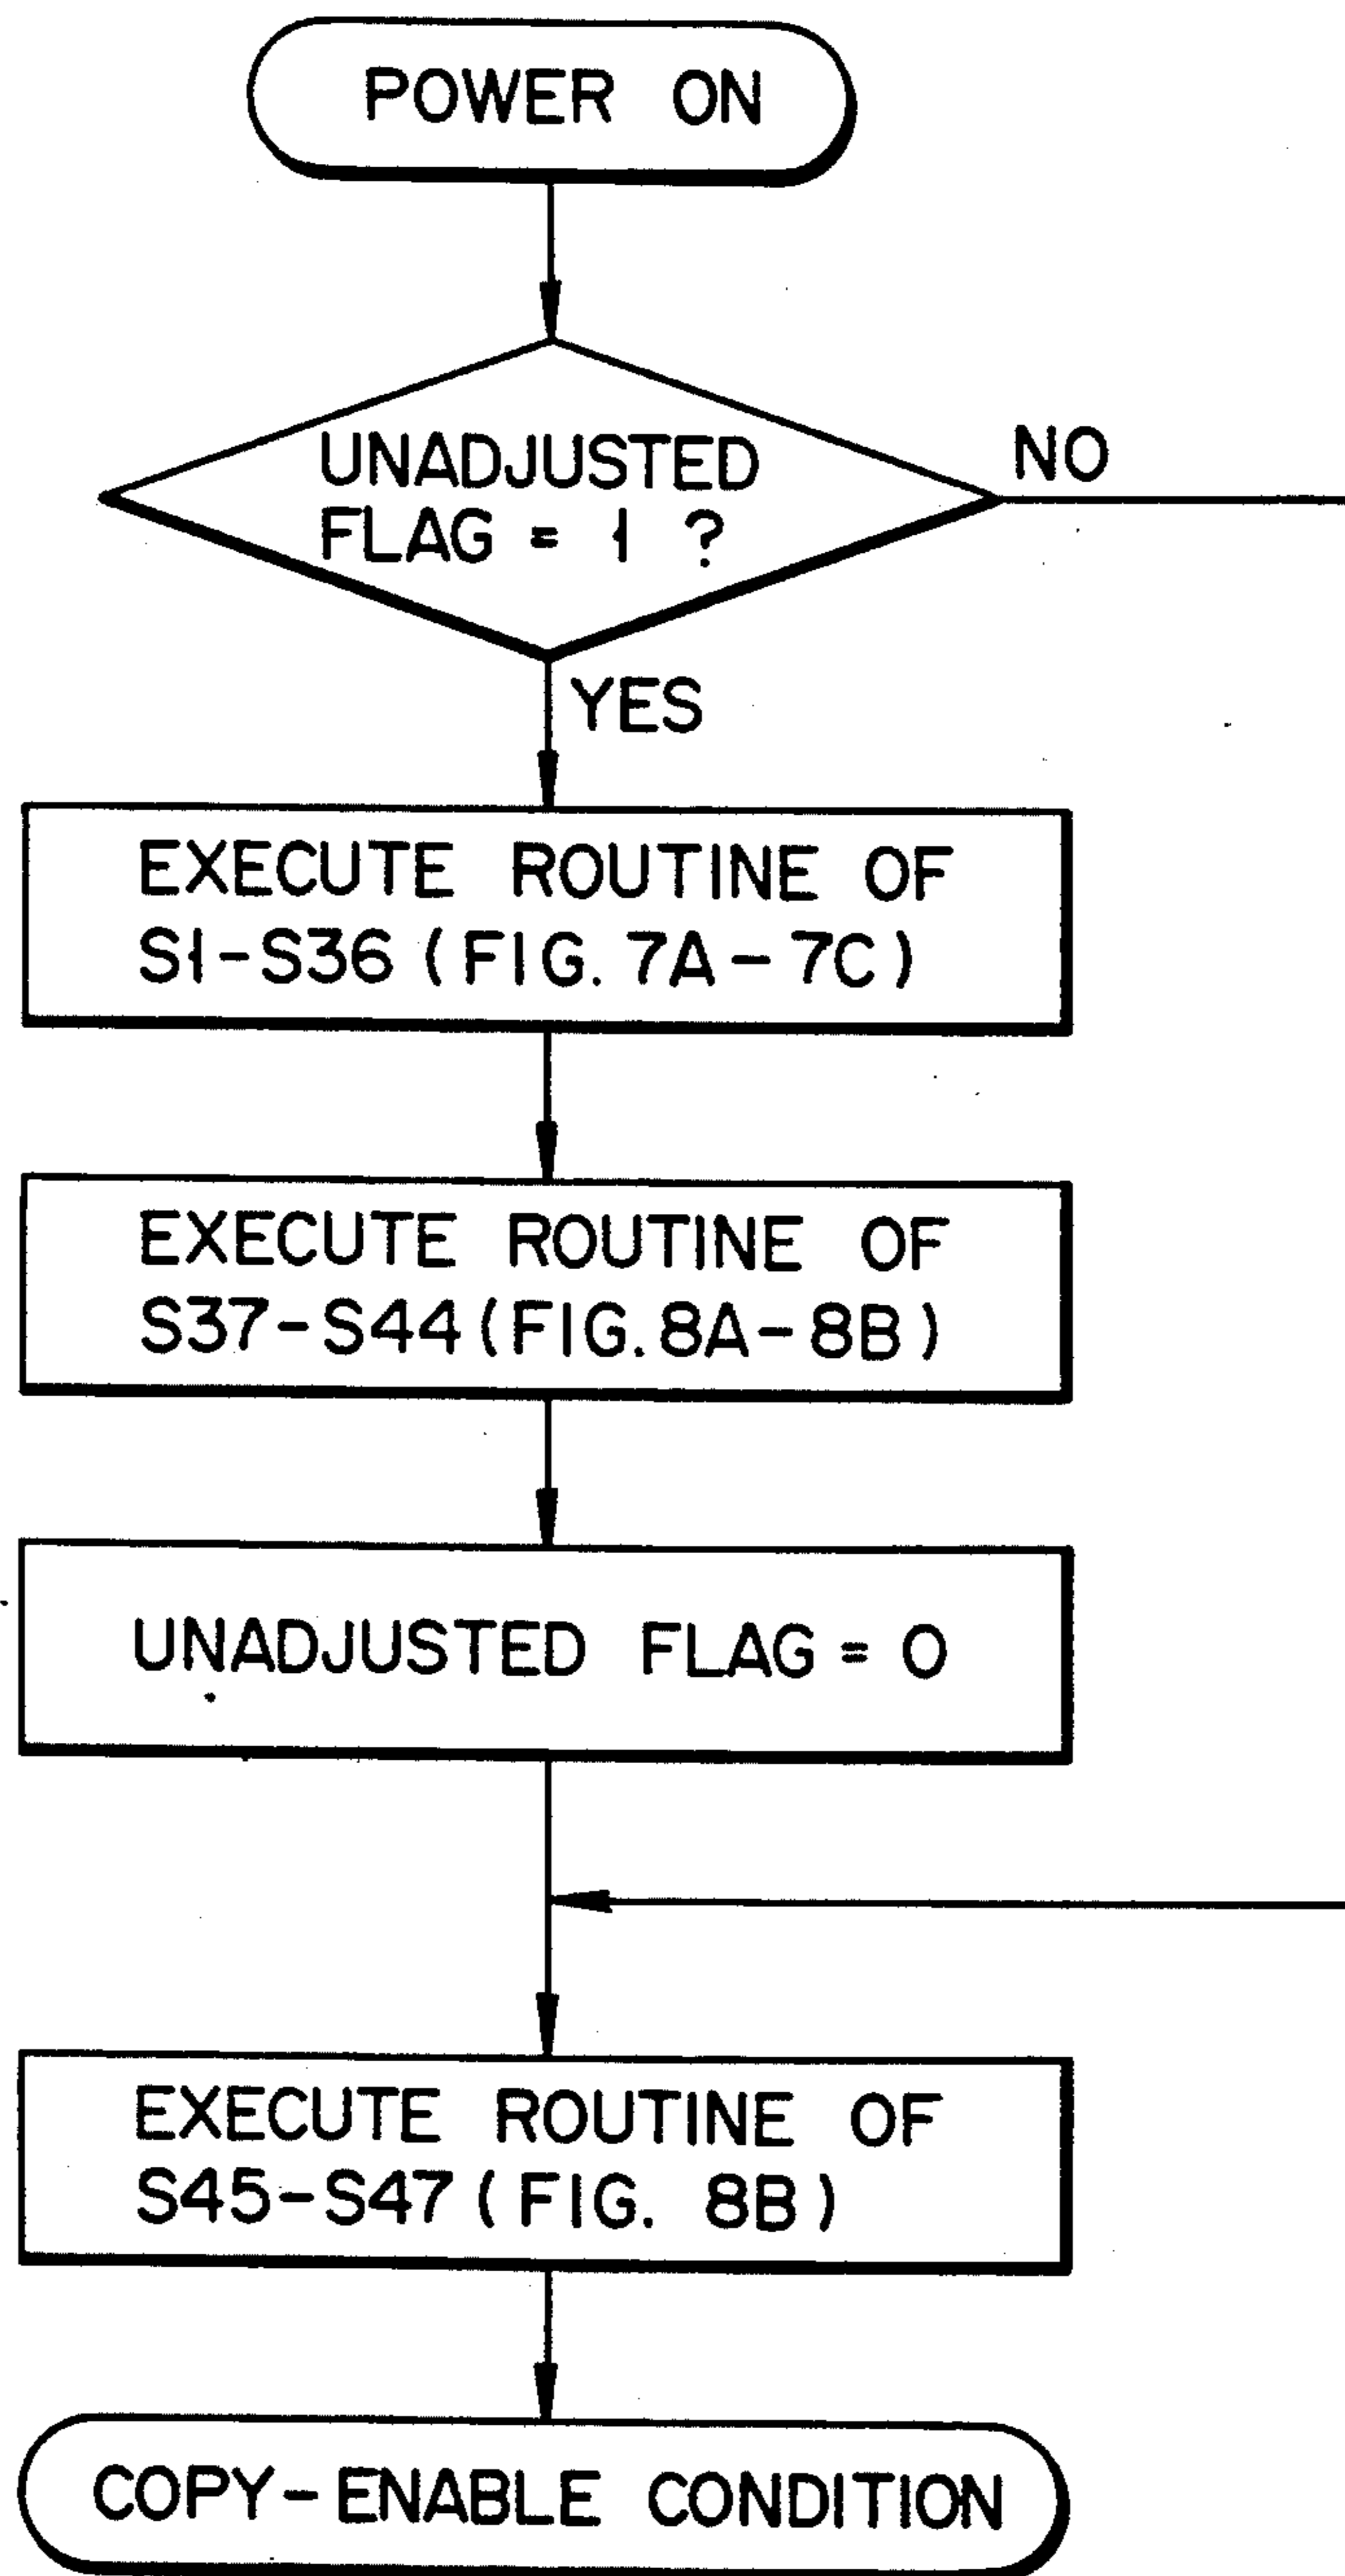 POWER ON
UNADJUSTED
FLAG = 1 ?
NO
YES
EXECUTE ROUTINE OF
S1-S36 (FIG. 7A-7C)
EXECUTE ROUTINE OF
S37-S44 (FIG. 8A-8B)
UNADJUSTED FLAG = 0
EXECUTE ROUTINE OF
S45-S47 (FIG. 8B)
COPY-ENABLE CONDITION